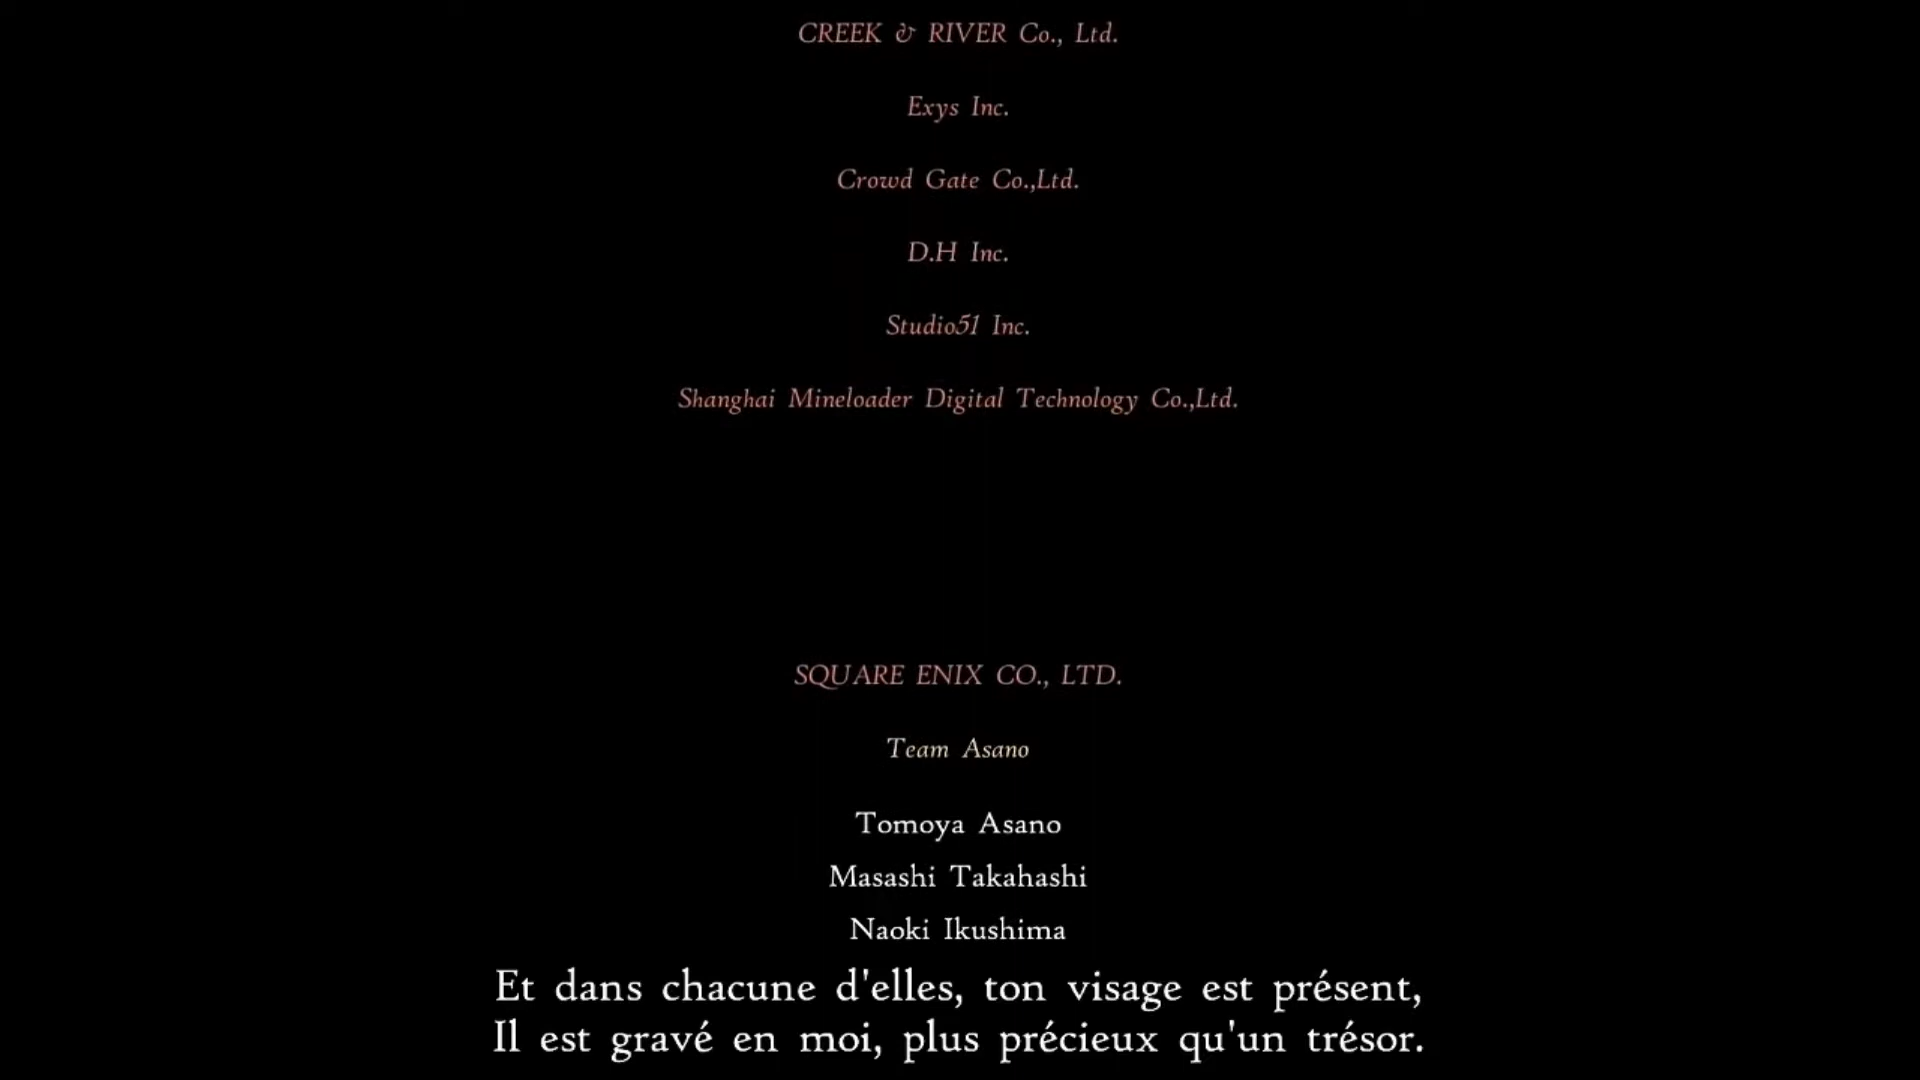 CREEK & RIVER Co., Ltd.
Exys Inc.
Crowd Gate Co.,Ltd.
D.H Inc.
Studio51 Inc.
Shanghai Mineloader Digital Technology Co.,Ltd.
SQUARE ENIX CO., LTD.
Team Asano
Tomoya Asano
Masashi Takahashi
Naoki Ikushima
Et dans chacune d'elles, ton visage est présent,
Il est gravé en moi, plus précieux qu'un trésor.